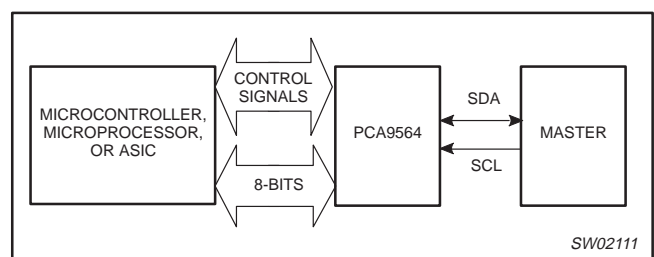 MICROCONTROLLER,
MICROPROCESSOR,
OR ASIC
CONTROL
SIGNALS
8-BITS
PCA9564
SDA
SCL
MASTER
SW02111